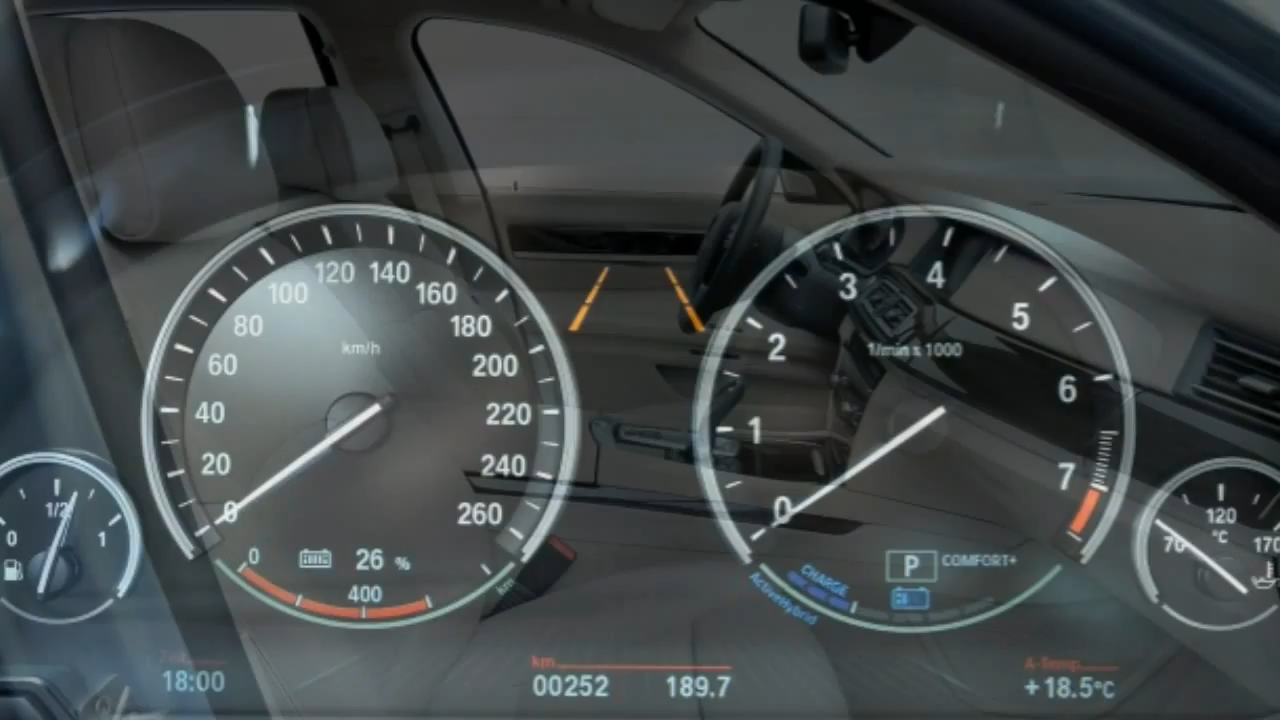 120 140
100 160
80 180
km/h
60 200
40 220
20 240
0 260
0 26 %
400
km
3 4
2 5
1/min x 1000
1 6
0 7
P COMFORT+
CHARGE
ActiveHybrid
1/2
0 1
120
°C
70 170
18:00
km
00252 189.7
A-Temp
+18.5°C